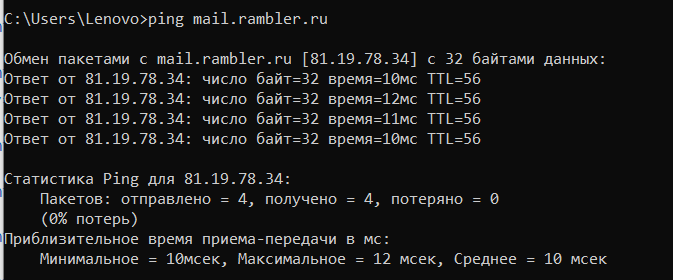 C:\Users\Lenovo>ping mail.rambler.ru
Обмен пакетами с mail.rambler.ru [81.19.78.34] с 32 байтами данных:
Ответ от 81.19.78.34: число байт=32 время=10мс TTL=56
Ответ от 81.19.78.34: число байт=32 время=12мс TTL=56
Ответ от 81.19.78.34: число байт=32 время=11мс TTL=56
Ответ от 81.19.78.34: число байт=32 время=10мс TTL=56
Статистика Ping для 81.19.78.34:
Пакетов: отправлено = 4, получено = 4, потеряно = 0
(0% потерь)
Приблизительное время приема-передачи в мс:
Минимальное = 10мсек, Максимальное = 12 мсек, Среднее = 10 мсек